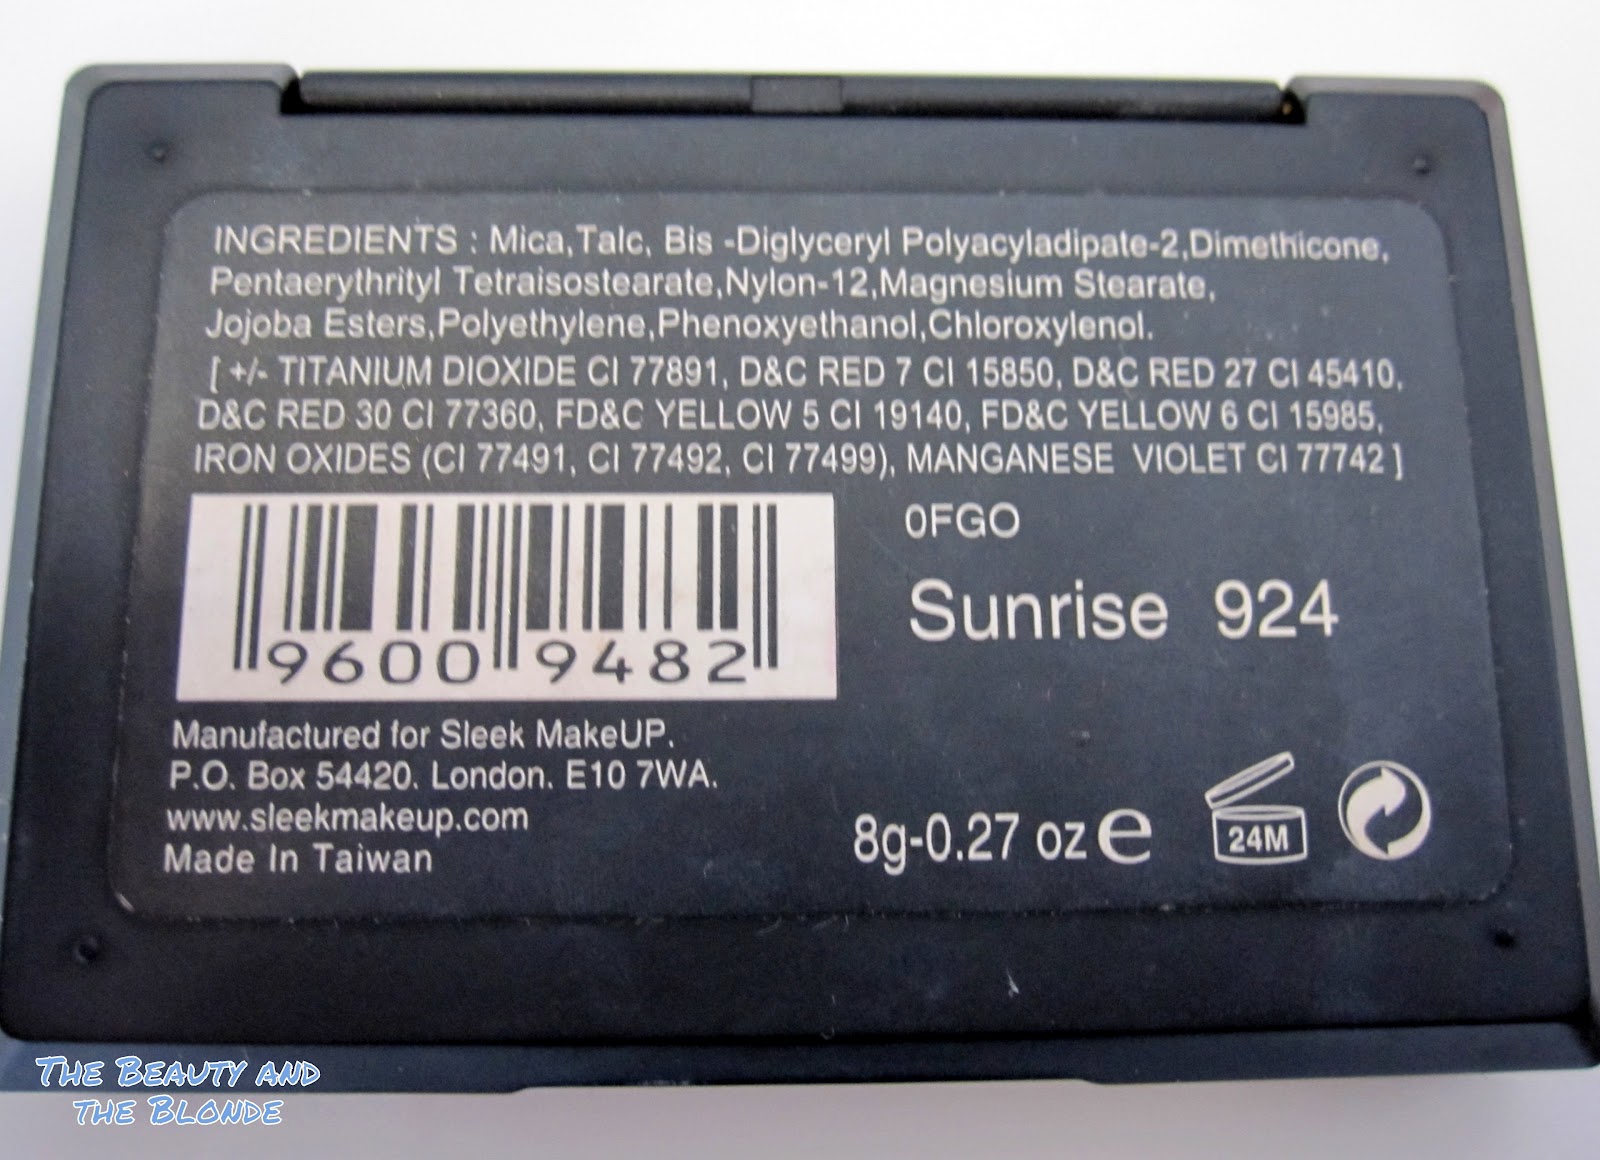 INGREDIENTS : Mica,Talc, Bis -Diglyceryl Polyacyladipate-2,Dimethicone,
Pentaerythrityl Tetraisostearate,Nylon-12,Magnesium Stearate,
Jojoba Esters,Polyethylene,Phenoxyethanol,Chloroxylenol.
[ +/- TITANIUM DIOXIDE CI 77891, D&C RED 7 CI 15850, D&C RED 27 CI 45410,
D&C RED 30 CI 77360, FD&C YELLOW 5 CI 19140, FD&C YELLOW 6 CI 15985,
IRON OXIDES (CI 77491, CI 77492, CI 77499), MANGANESE VIOLET CI 77742 ]
9600 9482
0FGO
Sunrise 924
Manufactured for Sleek MakeUP.
P.O. Box 54420. London. E10 7WA.
www.sleekmakeup.com
Made In Taiwan
8g-0.27 oz e
24M
The Beauty and
the Blonde